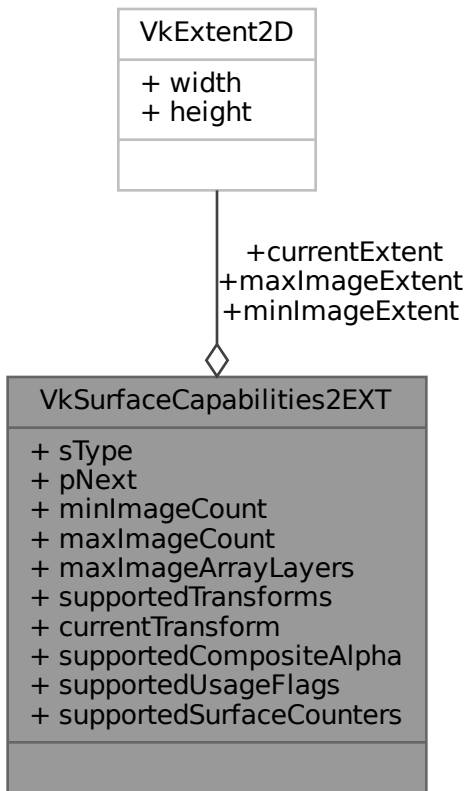 VkExtent2D
+ width
+ height
+currentExtent
+maxImageExtent
+minImageExtent
VkSurfaceCapabilities2EXT
+ sType
+ pNext
+ minImageCount
+ maxImageCount
+ maxImageArrayLayers
+ supportedTransforms
+ currentTransform
+ supportedCompositeAlpha
+ supportedUsageFlags
+ supportedSurfaceCounters